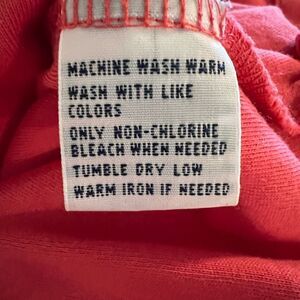 MACHINE WASH WARM
WASH WITH LIKE
COLORS
ONLY NON-CHLORINE
BLEACH WHEN NEEDED
TUMBLE DRY LOW
WARM IRON IF NEEDED